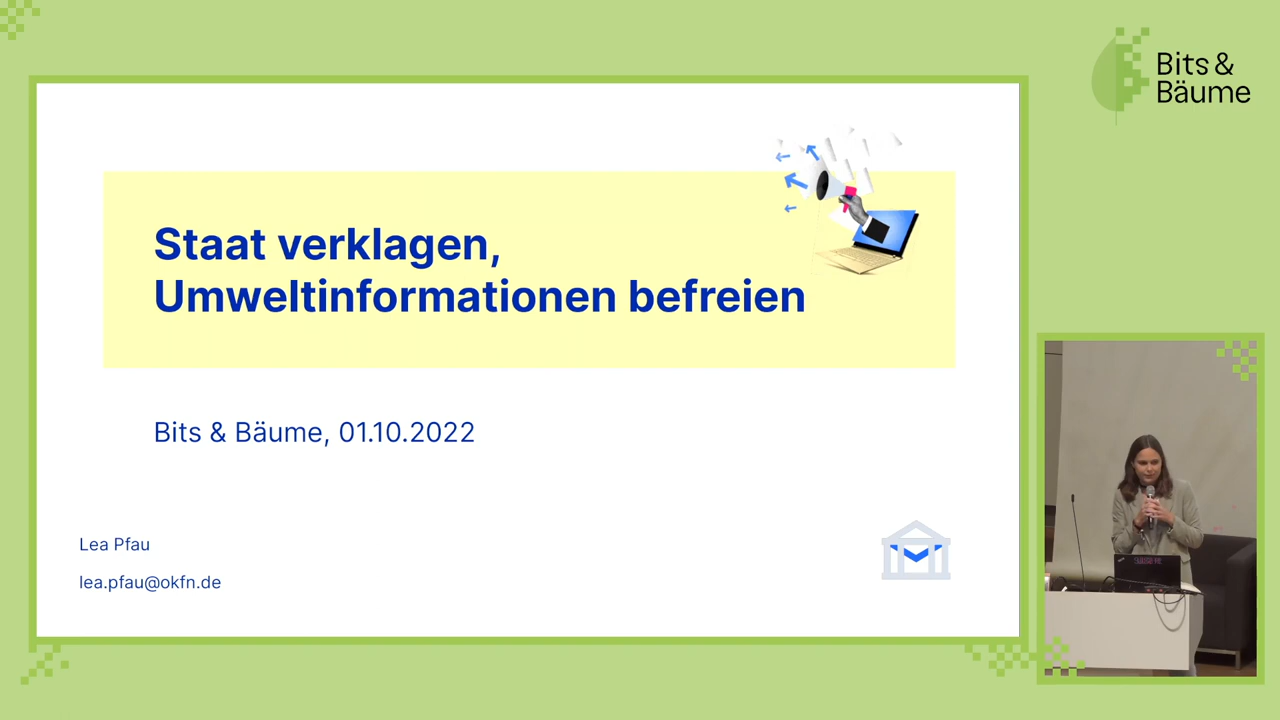 Bits &
Bäume
Staat verklagen,
Umweltinformationen befreien
Bits & Bäume, 01.10.2022
Lea Pfau
lea.pfau@okfn.de